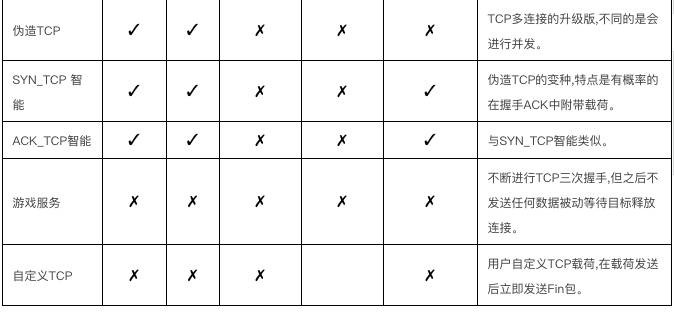 伪造TCP ✓ ✓ ✗ ✗ ✗ TCP多连接的升级版,不同的是会
进行并发。
SYN_TCP 智 ✓ ✓ ✗ ✗ ✓ 伪造TCP的变种,特点是有概率的
能 在握手ACK中附带载荷。
ACK_TCP智能 ✓ ✓ ✗ ✗ ✓ 与SYN_TCP智能类似。
游戏服务 ✗ ✗ ✗ ✗ ✗ 不断进行TCP三次握手,但之后不
发送任何数据被动等待目标释放
连接。
自定义TCP ✗ ✗ ✗ ✗ 用户自定义TCP载荷,在载荷发送
后立即发送Fin包。